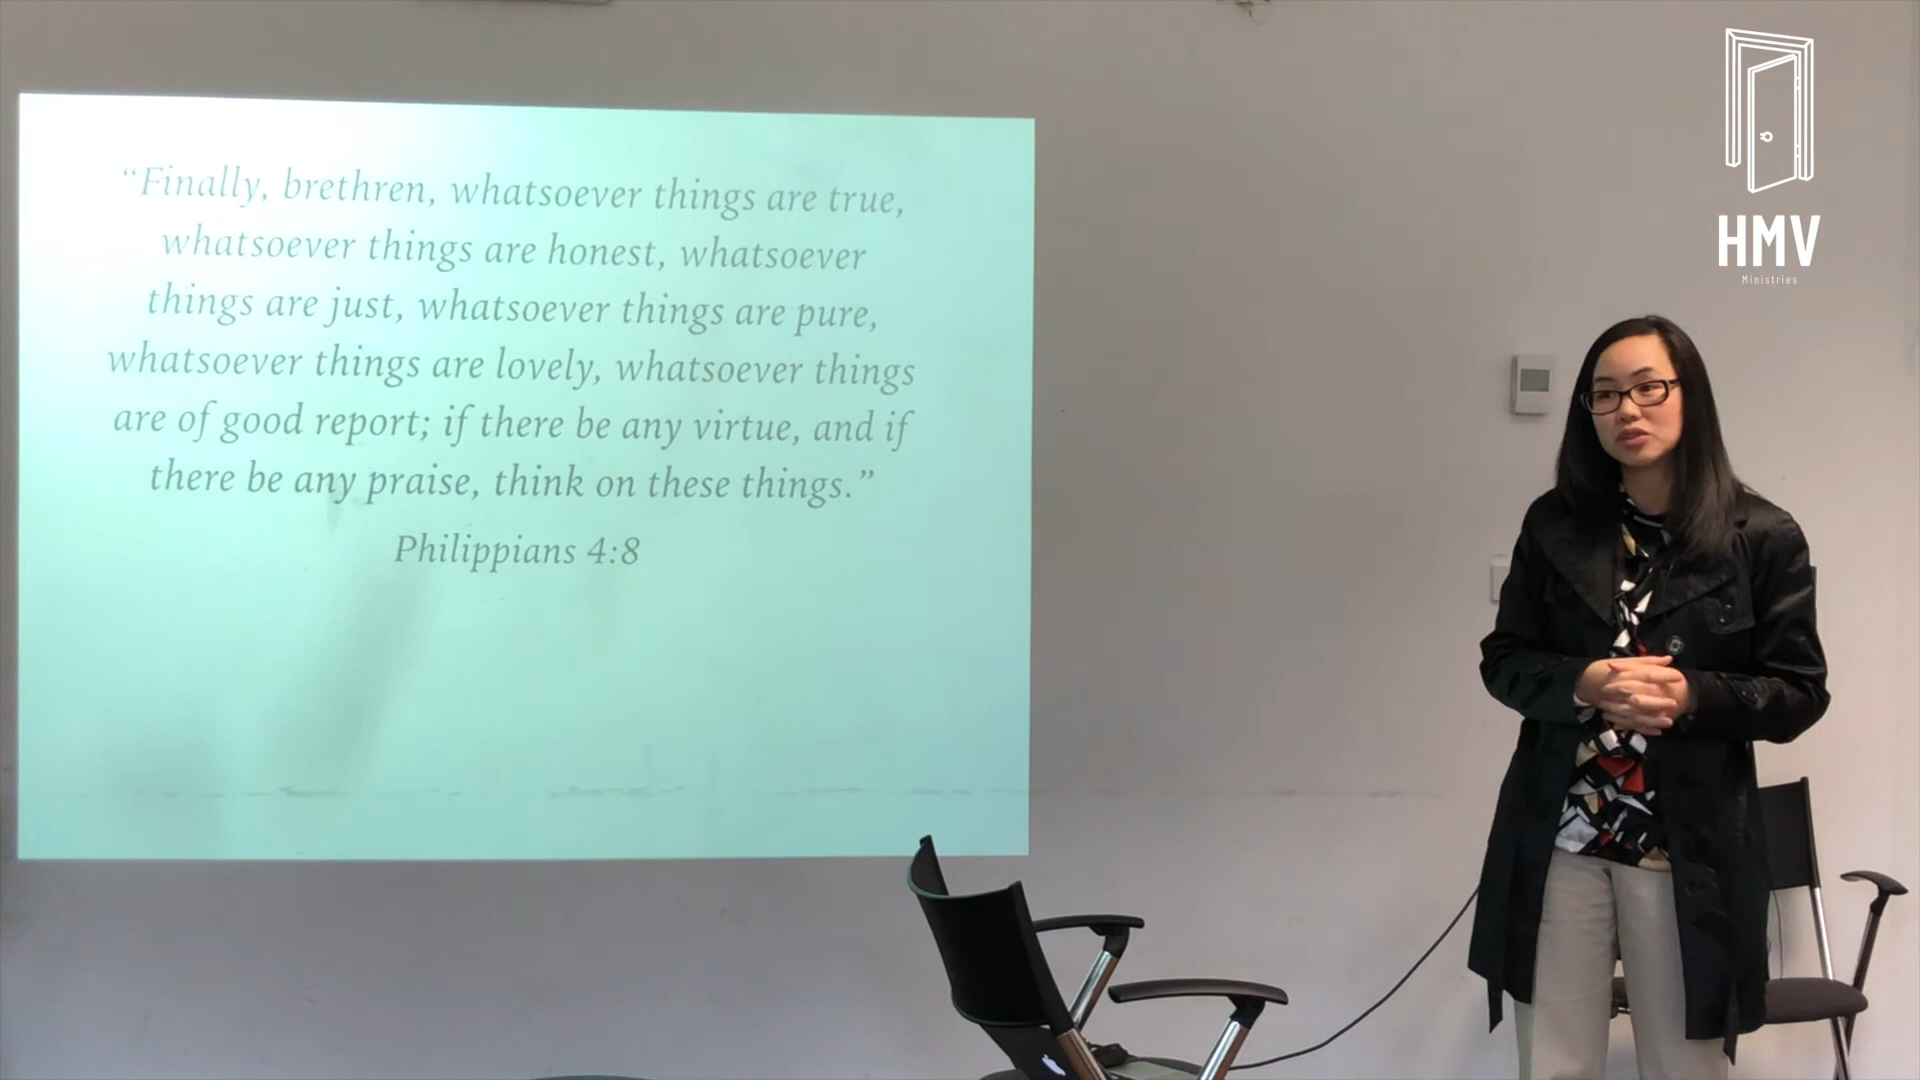 “Finally, brethren, whatsoever things are true,
whatsoever things are honest, whatsoever
things are just, whatsoever things are pure,
whatsoever things are lovely, whatsoever things
are of good report; if there be any virtue, and if
there be any praise, think on these things.”
Philippians 4:8
HMV
Ministries